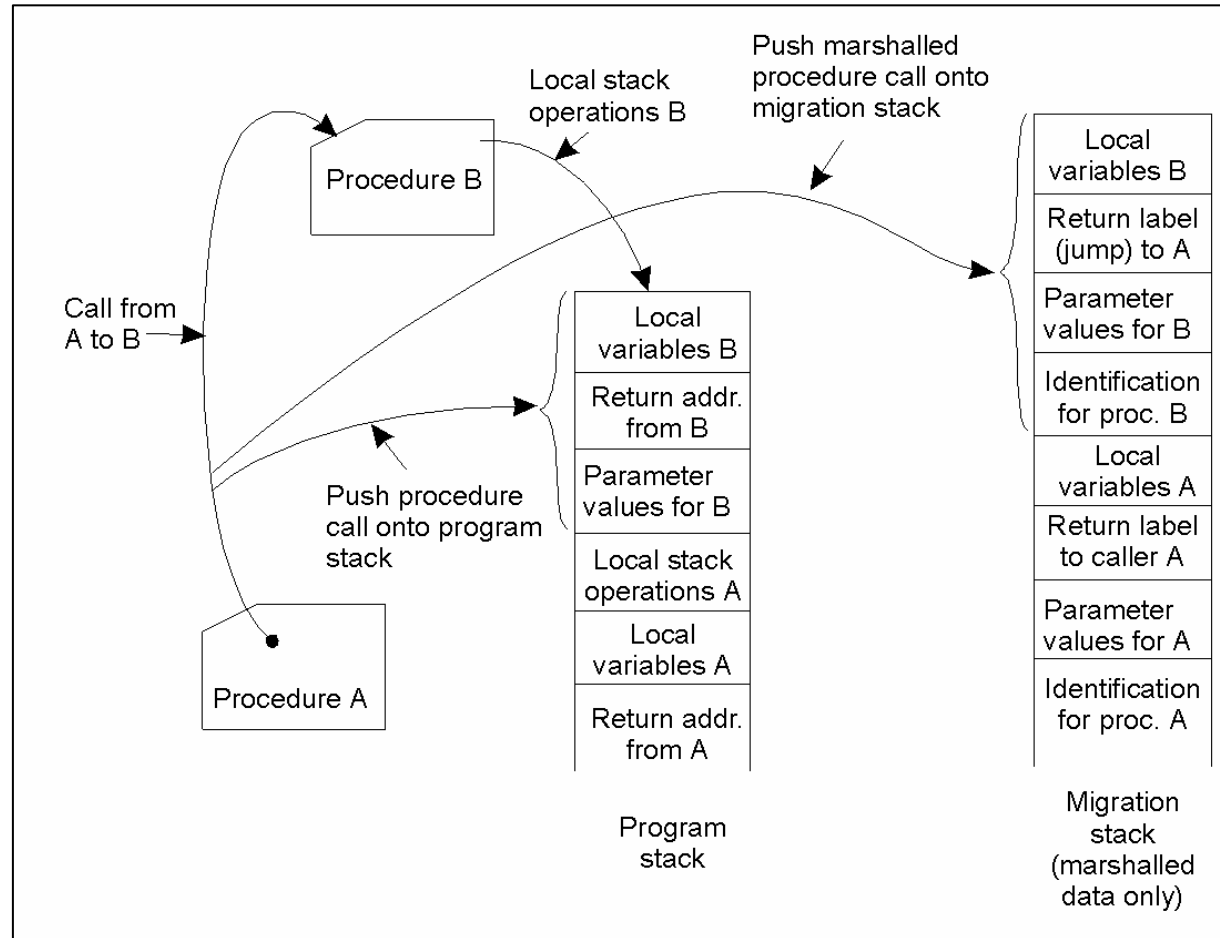 Push marshalled
procedure call onto
migration stack
Local stack
operations B
Procedure B
Call from
A to B
Push procedure
call onto program
stack
Procedure A
Local
variables B
Return addr.
from B
Parameter
values for B
Local stack
operations A
Local
variables A
Return addr.
from A
Program
stack
Local
variables B
Return label
(jump) to A
Parameter
values for B
Identification
for proc. B
Local
variables A
Return label
to caller A
Parameter
values for A
Identification
for proc. A
Migration
stack
(marshalled
data only)